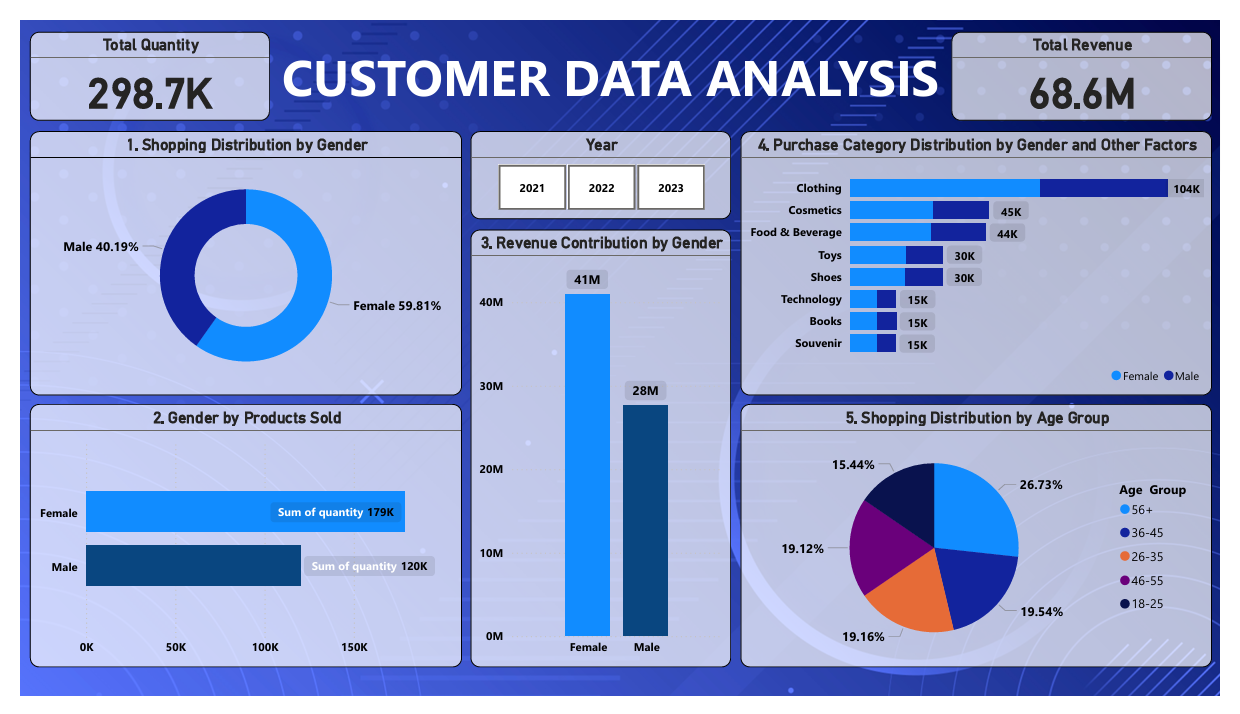 Total Quantity
298.7K
CUSTOMER DATA ANALYSIS
Total Revenue
68.6M
1. Shopping Distribution by Gender
Male 40.19%
Female 59.81%
Year
2021 2022 2023
4. Purchase Category Distribution by Gender and Other Factors
Clothing 104K
Cosmetics 45K
Food & Beverage 44K
Toys 30K
Shoes 30K
Technology 15K
Books 15K
Souvenir 15K
Female Male
3. Revenue Contribution by Gender
41M
40M
28M
30M
20M
10M
0M
Female Male
2. Gender by Products Sold
Female Sum of quantity 179K
Male Sum of quantity 120K
0K 50K 100K 150K
5. Shopping Distribution by Age Group
15.44%
26.73%
19.12%
19.54%
19.16%
Age Group
56+
36-45
26-35
46-55
18-25